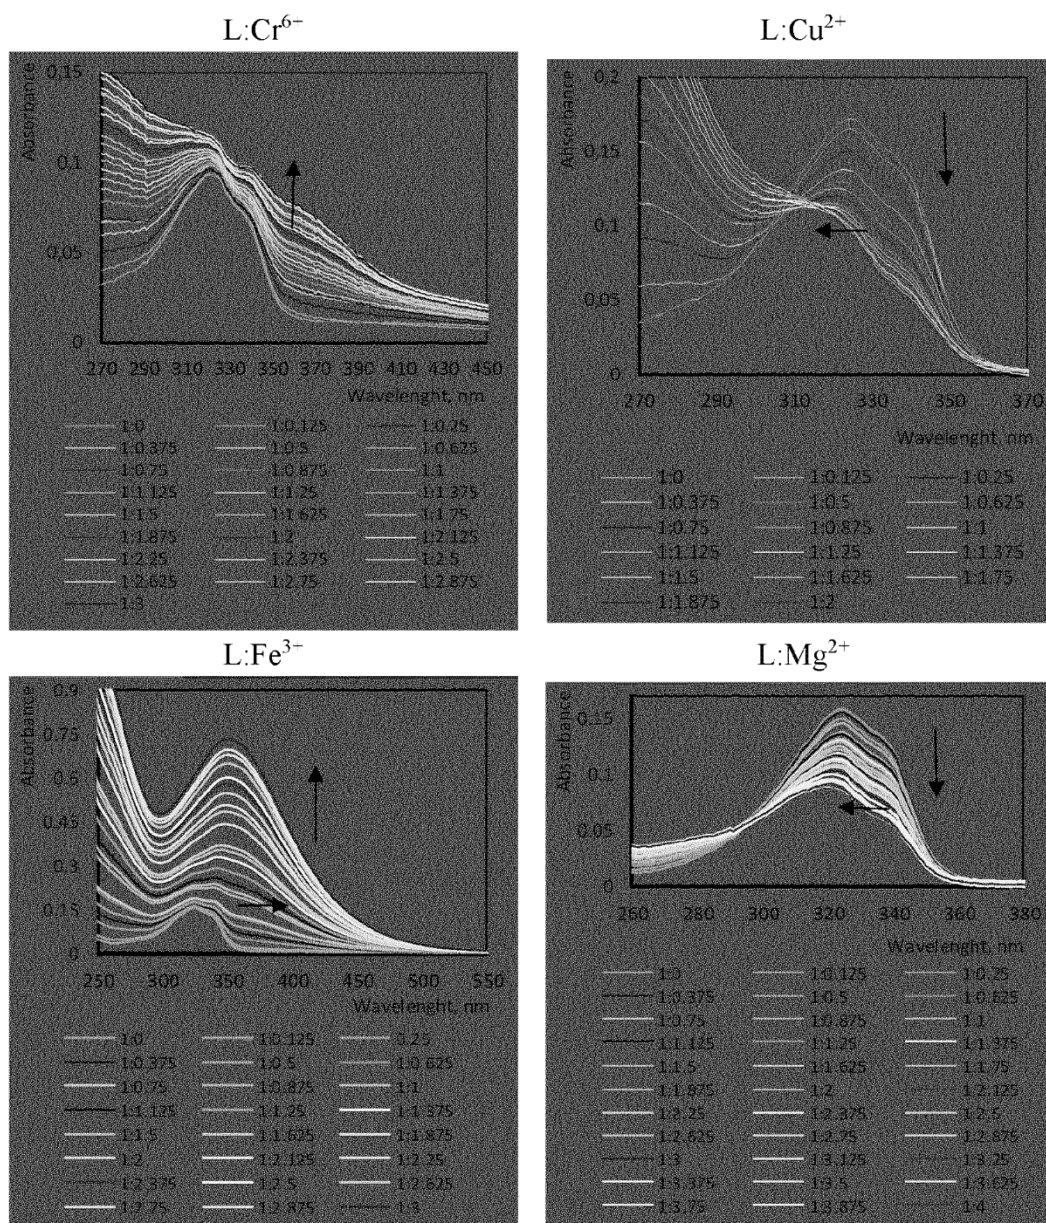 L:Cr⁶⁺
Absorbance
0,15
0,1
0,05
0
270 290 310 330 350 370 390 410 430 450
Wavelenght, nm
1:0 1:0.125 1:0.25
1:0.375 1:0.5 1:0.625
1:0.75 1:0.875 1:1
1:1.125 1:1.25 1:1.375
1:1.5 1:1.625 1:1.75
1:1.875 1:2 1:2.125
1:2.25 1:2.375 1:2.5
1:2.625 1:2.75 1:2.875
1:3
L:Cu²⁺
Absorbance
0,2
0,15
0,1
0,05
0
270 290 310 330 350 370
Wavelenght, nm
1:0 1:0.125 1:0.25
1:0.375 1:0.5 1:0.625
1:0.75 1:0.875 1:1
1:1.125 1:1.25 1:1.375
1:1.5 1:1.625 1:1.75
1:1.875 1:2
L:Fe³⁺
Absorbance
0.9
0.75
0.6
0.45
0.3
0.15
0
250 300 350 400 450 500 550
Wavelenght, nm
1:0 1:0.125 0.25
1:0.375 1:0.5 1:0.625
1:0.75 1:0.875 1:1
1:1.125 1:1.25 1:1.375
1:1.5 1:1.625 1:1.875
1:2 1:2.125 1:2.25
1:2.375 1:2.5 1:2.625
1:2.75 1:2.875 1:3
L:Mg²⁺
Absorbance
0.15
0.1
0.05
0
260 280 300 320 340 360 380
Wavelenght, nm
1:0 1:0.125 1:0.25
1:0.375 1:0.5 1:0.625
1:0.75 1:0.875 1:1
1:1.125 1:1.25 1:1.375
1:1.5 1:1.625 1:1.75
1:1.875 1:2 1:2.125
1:2.25 1:2.375 1:2.5
1:2.625 1:2.75 1:2.875
1:3 1:3.125 1:3.25
1:3.375 1:3.5 1:3.625
1:3.75 1:3.875 1:4